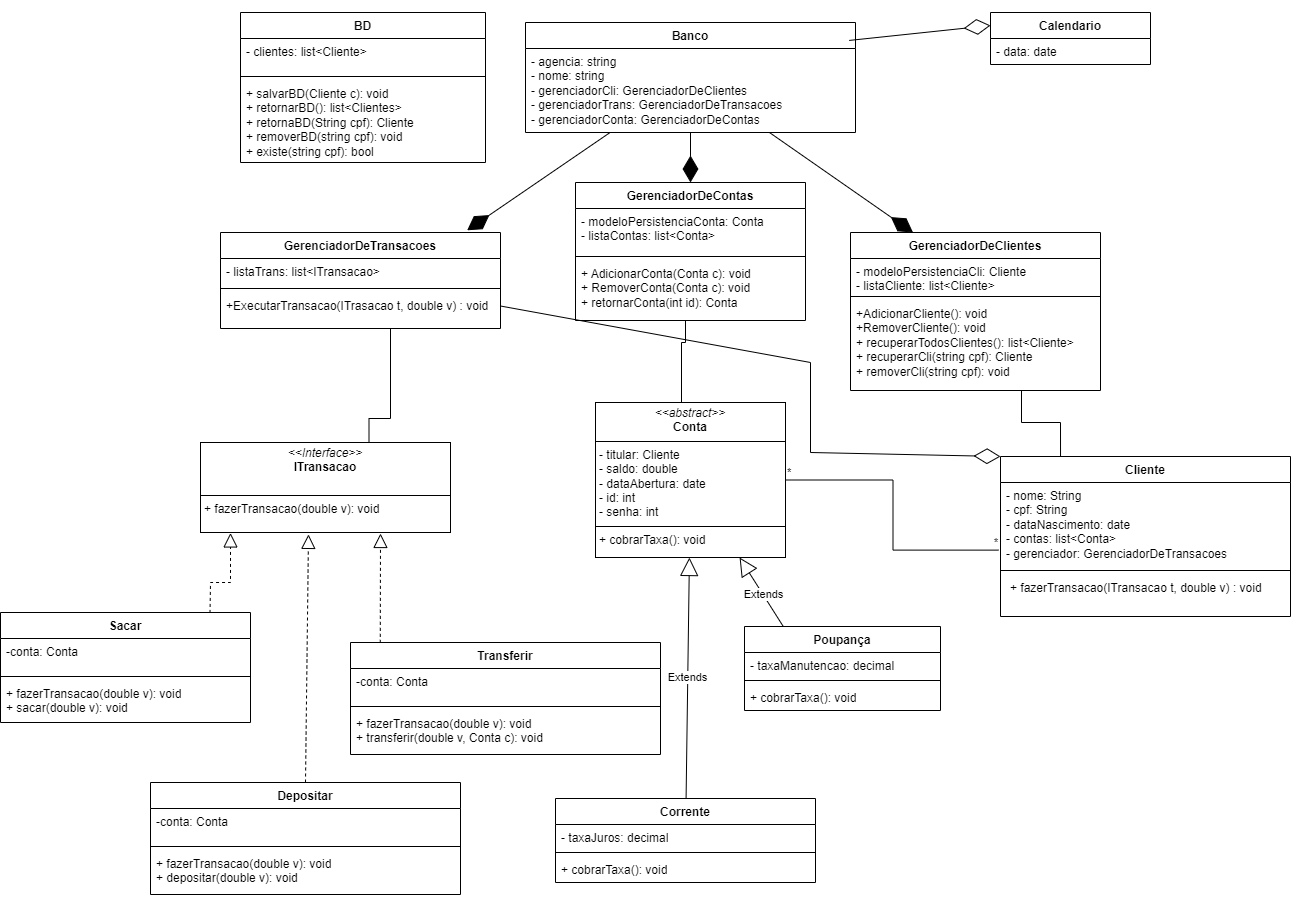 BD
- clientes: list<Cliente>
+ salvarBD(Cliente c): void
+ retornarBD(): list<Clientes>
+ retornaBD(String cpf): Cliente
+ removerBD(string cpf): void
+ existe(string cpf): bool
Banco
- agencia: string
- nome: string
- gerenciadorCli: GerenciadorDeClientes
- gerenciadorTrans: GerenciadorDeTransacoes
- gerenciadorConta: GerenciadorDeContas
Calendario
- data: date
GerenciadorDeTransacoes
- listaTrans: list<ITransacao>
+ExecutarTransacao(ITrasacao t, double v) : void
GerenciadorDeContas
- modeloPersistenciaConta: Conta
- listaContas: list<Conta>
+ AdicionarConta(Conta c): void
+ RemoverConta(Conta c): void
+ retornarConta(int id): Conta
GerenciadorDeClientes
- modeloPersistenciaCli: Cliente
- listaCliente: list<Cliente>
+AdicionarCliente(): void
+RemoverCliente(): void
+ recuperarTodosClientes(): list<Cliente>
+ recuperarCli(string cpf): Cliente
+ removerCli(string cpf): void
<<Interface>>
ITransacao
+ fazerTransacao(double v): void
<<abstract>>
Conta
- titular: Cliente
- saldo: double
- dataAbertura: date
- id: int
- senha: int
+ cobrarTaxa(): void
*
*
Cliente
- nome: String
- cpf: String
- dataNascimento: date
- contas: list<Conta>
- gerenciador: GerenciadorDeTransacoes
+ fazerTransacao(ITransacao t, double v) : void
Sacar
-conta: Conta
+ fazerTransacao(double v): void
+ sacar(double v): void
Transferir
-conta: Conta
+ fazerTransacao(double v): void
+ transferir(double v, Conta c): void
Extends
Extends
Poupança
- taxaManutencao: decimal
+ cobrarTaxa(): void
Depositar
-conta: Conta
+ fazerTransacao(double v): void
+ depositar(double v): void
Corrente
- taxaJuros: decimal
+ cobrarTaxa(): void